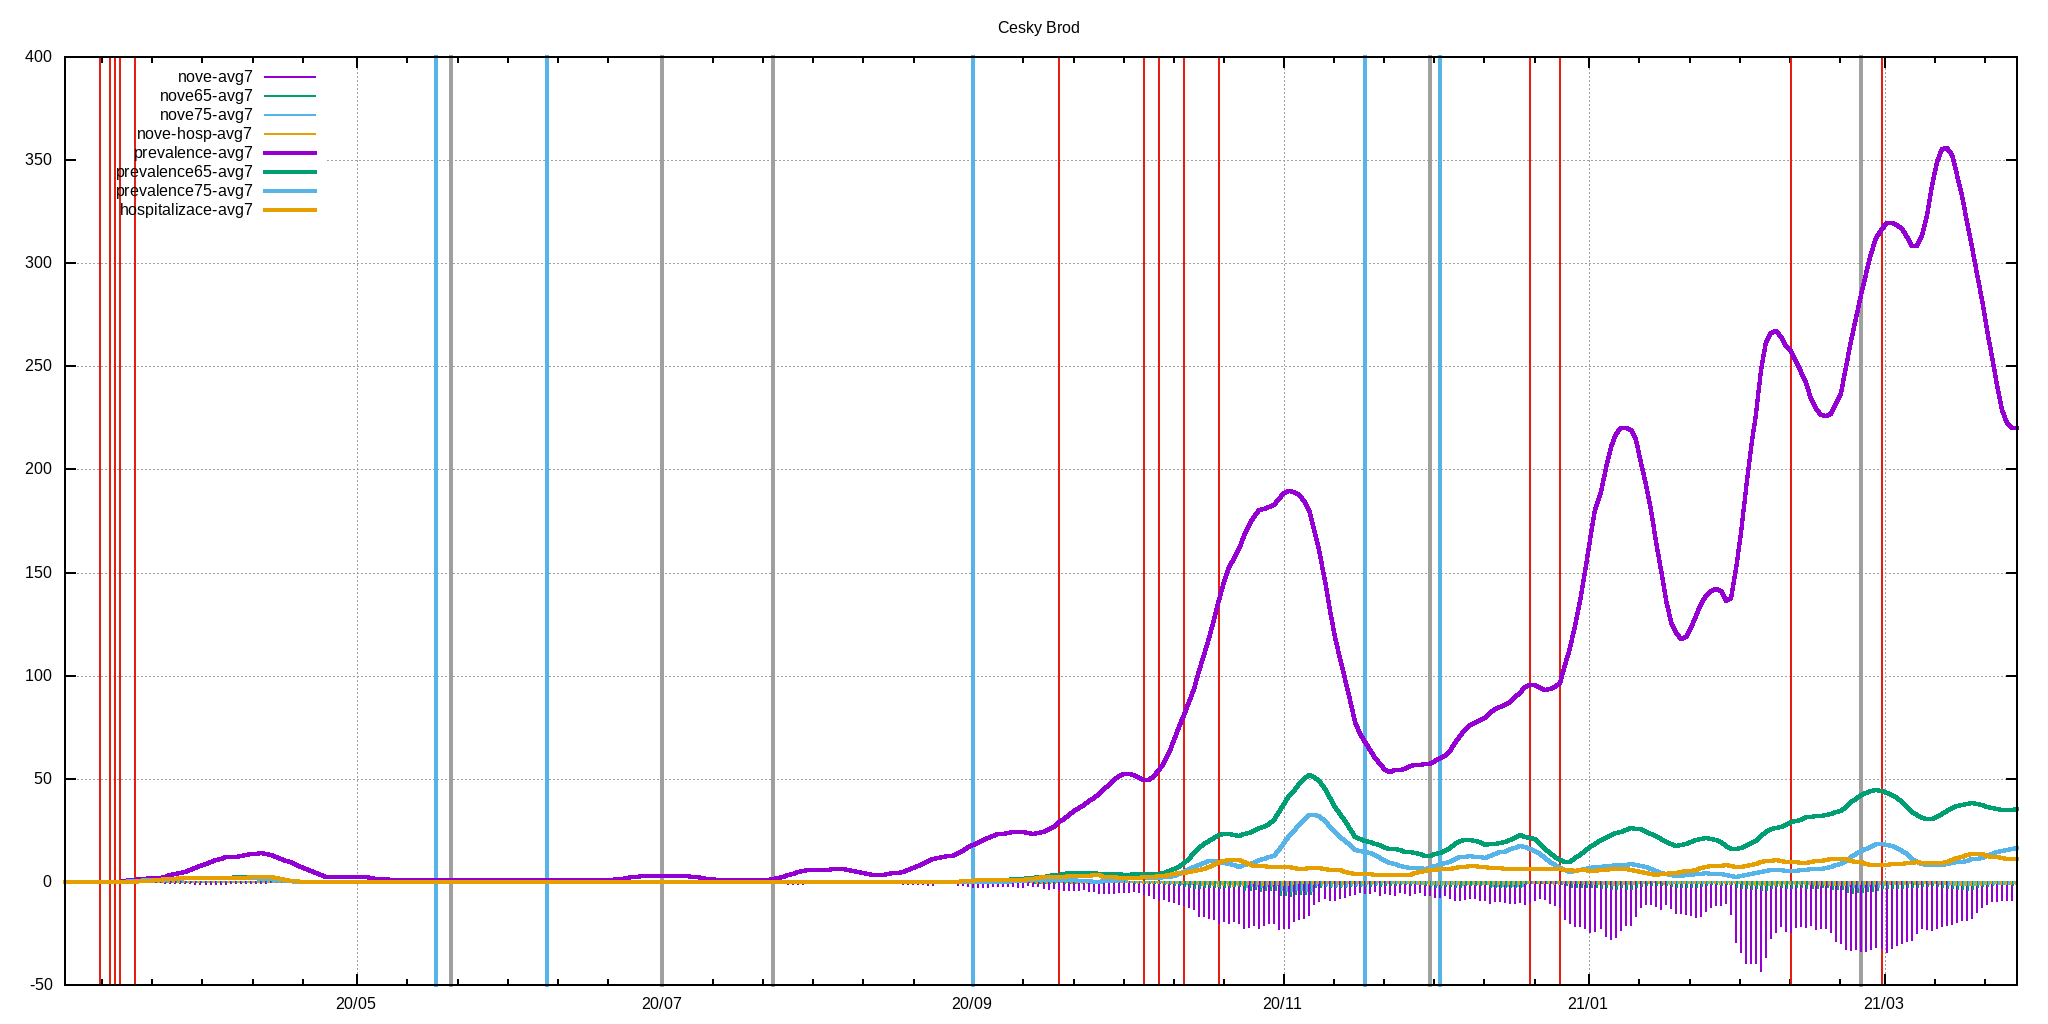 Cesky Brod
400
350
300
250
200
150
100
50
0
-50
nove-avg7
nove65-avg7
nove75-avg7
nove-hosp-avg7
prevalence-avg7
prevalence65-avg7
prevalence75-avg7
hospitalizace-avg7
20/05 20/07 20/09 20/11 21/01 21/03